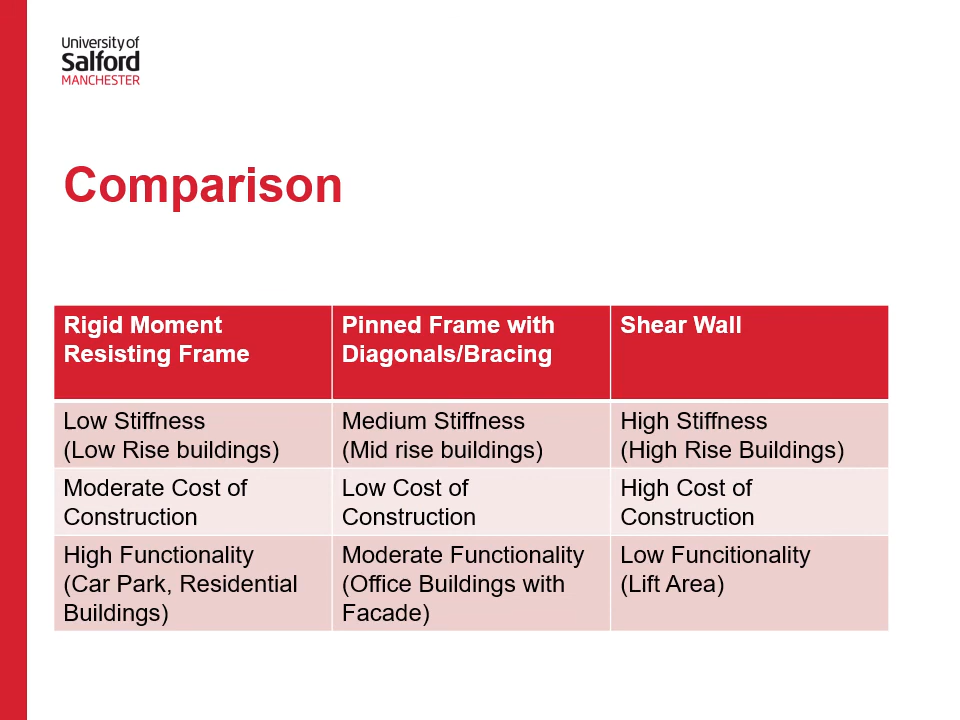 University of
Salford
MANCHESTER
Comparison
Rigid Moment
Resisting Frame
Pinned Frame with
Diagonals/Bracing
Shear Wall
Low Stiffness
(Low Rise buildings)
Medium Stiffness
(Mid rise buildings)
High Stiffness
(High Rise Buildings)
Moderate Cost of
Construction
Low Cost of
Construction
High Cost of
Construction
High Functionality
(Car Park, Residential
Buildings)
Moderate Functionality
(Office Buildings with
Facade)
Low Funcitionality
(Lift Area)